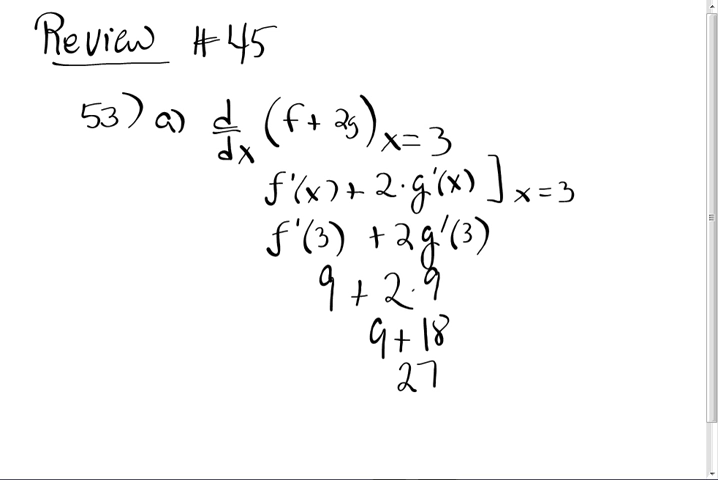 Review #45
53) a) d/dx (f + 2g) x=3
f'(x) + 2·g'(x) ] x=3
f'(3) + 2g'(3)
9 + 2·9
9 + 18
27